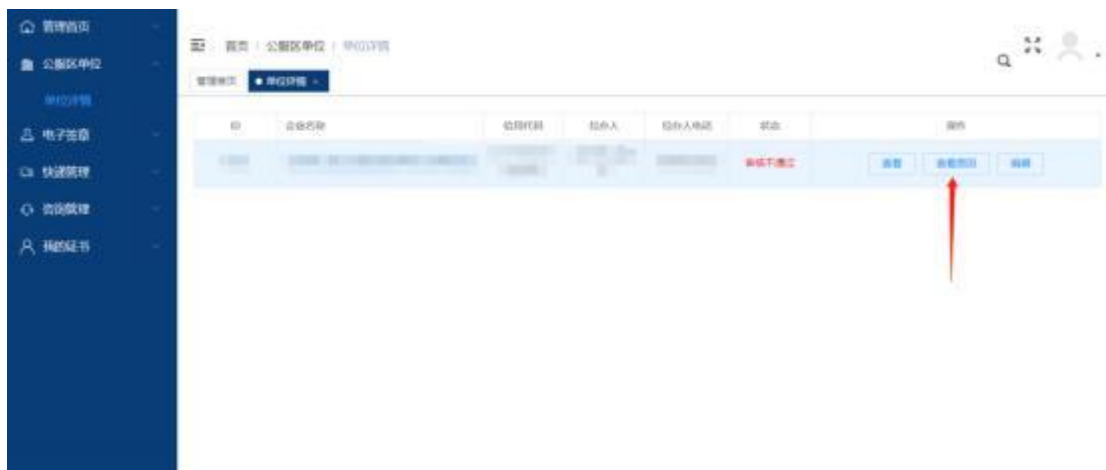 管理首页
公服区单位
单位详情
电子签章
快递管理
咨询管理
我的证书
首页 / 公服区单位 / 单位详情
管理首页
单位详情
ID 企业名称 信用代码 经办人 经办人电话 状态 操作
审核不通过 查看 查看原因 编辑